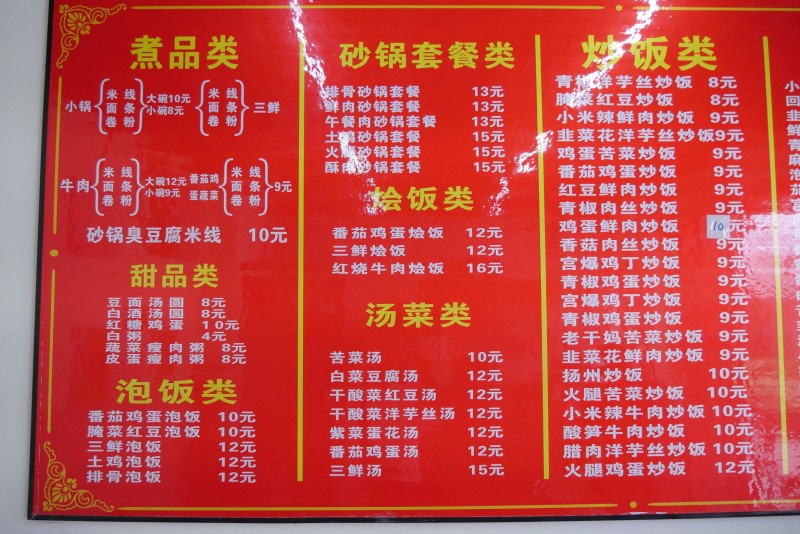 煮品类
小锅 米线 面条 卷粉 大碗10元 小碗8元 米线 面条 卷粉 三鲜
牛肉 米线 面条 卷粉 大碗12元 小碗9元 番茄鸡蛋蔬菜 米线 面条 卷粉 9元
砂锅臭豆腐米线 10元
甜品类
豆面汤圆 8元
白酒汤圆 8元
红糖鸡蛋 10元
白粥 4元
蔬菜瘦肉粥 8元
皮蛋瘦肉粥 8元
泡饭类
番茄鸡蛋泡饭 10元
腌菜红豆泡饭 10元
三鲜泡饭 12元
土鸡泡饭 12元
排骨泡饭 12元
砂锅套餐类
排骨砂锅套餐 13元
鲜肉砂锅套餐 13元
午餐肉砂锅套餐 13元
土鸡砂锅套餐 15元
火腿砂锅套餐 15元
酥肉砂锅套餐 15元
烩饭类
番茄鸡蛋烩饭 12元
三鲜烩饭 12元
红烧牛肉烩饭 16元
汤菜类
苦菜汤 10元
白菜豆腐汤 12元
干酸菜红豆汤 12元
干酸菜洋芋丝汤 12元
紫菜蛋花汤 12元
番茄鸡蛋汤 12元
三鲜汤 15元
炒饭类
青椒洋芋丝炒饭 8元
腌菜红豆炒饭 8元
小米辣鲜肉炒饭 9元
韭菜花洋芋丝炒饭 9元
鸡蛋苦菜炒饭 9元
番茄鸡蛋炒饭 9元
红豆鲜肉炒饭 9元
青椒肉丝炒饭 9元
鸡蛋鲜肉炒饭 10元
香菇肉丝炒饭 9元
宫爆鸡丁炒饭 9元
青椒鸡蛋炒饭 9元
宫爆鸡丁炒饭 9元
青椒鸡蛋炒饭 9元
老干妈苦菜炒饭 9元
韭菜花鲜肉炒饭 9元
扬州炒饭 10元
火腿苦菜炒饭 10元
小米辣牛肉炒饭 10元
酸笋牛肉炒饭 10元
腊肉洋芋丝炒饭 10元
火腿鸡蛋炒饭 12元